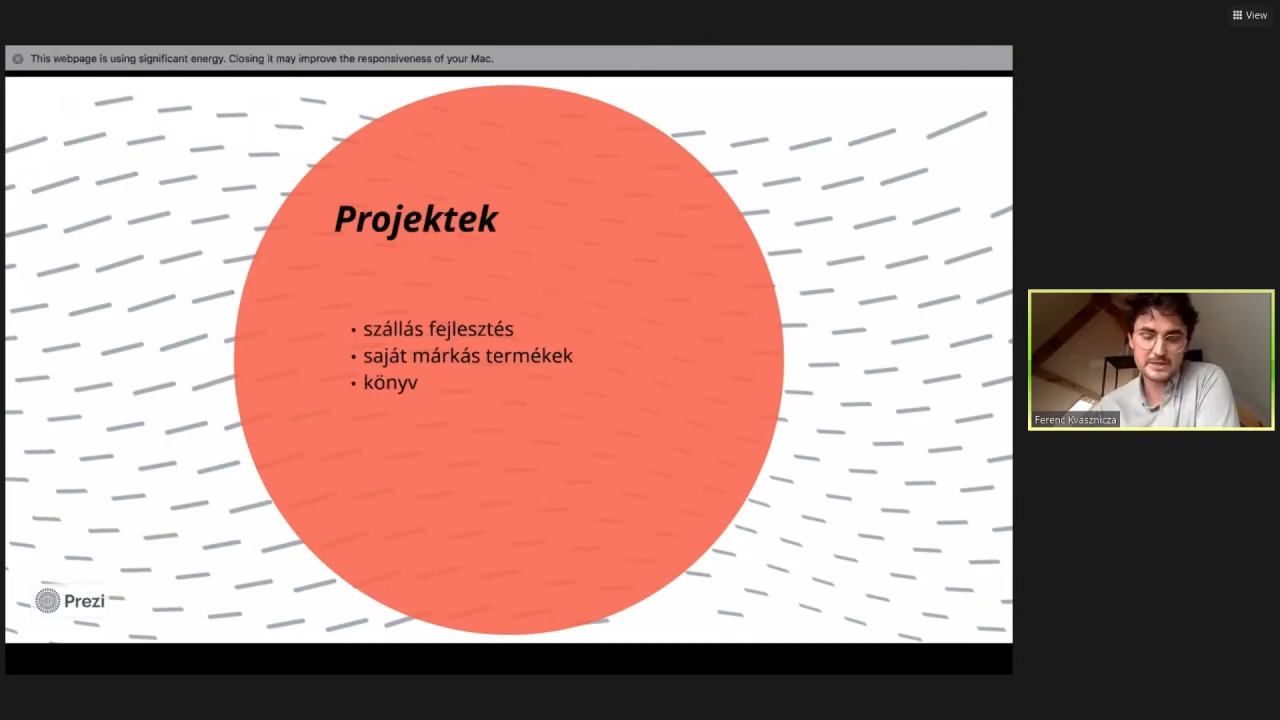 View
This webpage is using significant energy. Closing it may improve the responsiveness of your Mac.
Projektek
• szállás fejlesztés
• saját márkás termékek
• könyv
Ferenc Kvasznicza
Prezi